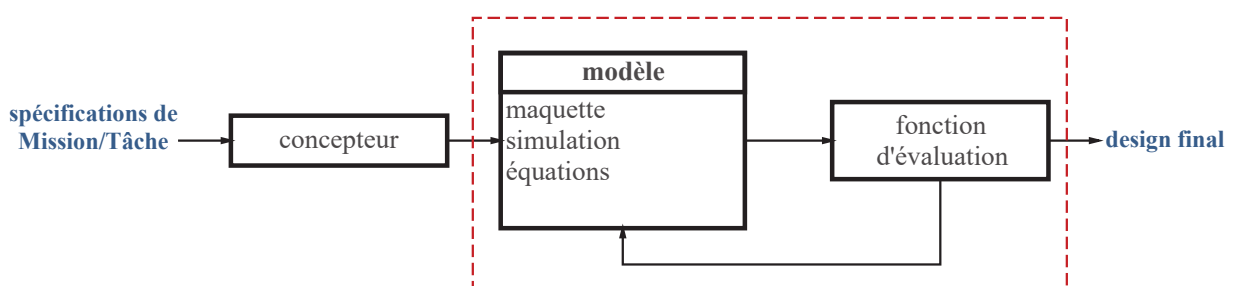 spécifications de
Mission/Tâche
concepteur
modèle
maquette
simulation
équations
fonction
d'évaluation
design final